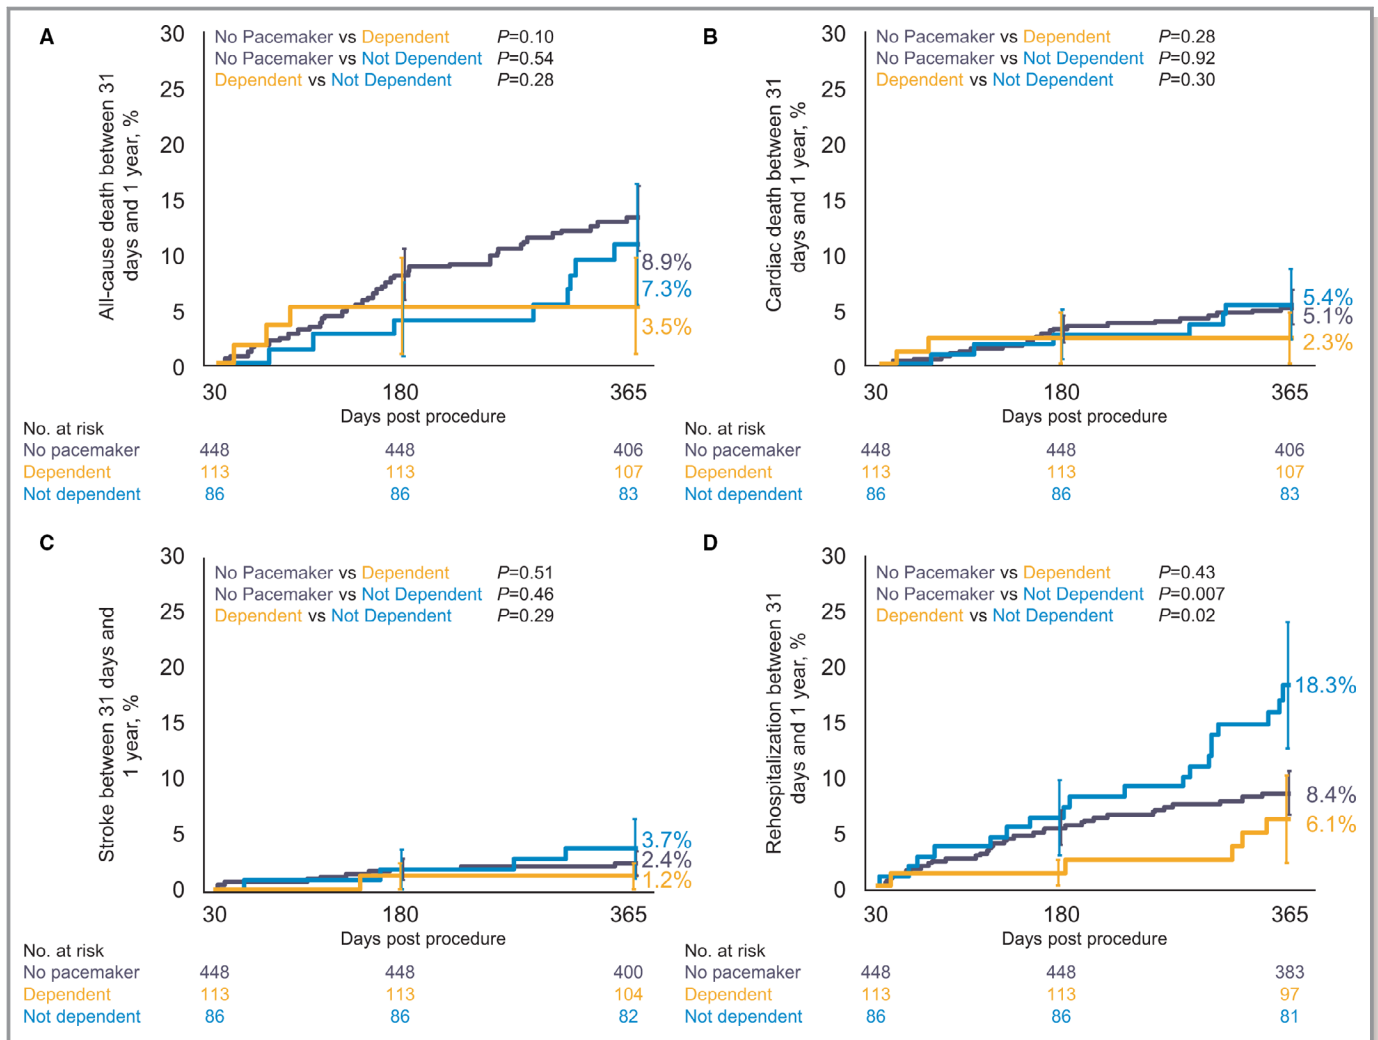 A
All-cause death between 31
days and 1 year, %
30
25
20
15
10
5
0
No Pacemaker vs Dependent P=0.10
No Pacemaker vs Not Dependent P=0.54
Dependent vs Not Dependent P=0.28
8.9%
7.3%
3.5%
30 180 365
Days post procedure
No. at risk
No pacemaker 448 448 406
Dependent 113 113 107
Not dependent 86 86 83
B
Cardiac death between 31
days and 1 year, %
30
25
20
15
10
5
0
No Pacemaker vs Dependent P=0.28
No Pacemaker vs Not Dependent P=0.92
Dependent vs Not Dependent P=0.30
5.4%
5.1%
2.3%
30 180 365
Days post procedure
No. at risk
No pacemaker 448 448 406
Dependent 113 113 107
Not dependent 86 86 83
C
Stroke between 31 days and
1 year, %
30
25
20
15
10
5
0
No Pacemaker vs Dependent P=0.51
No Pacemaker vs Not Dependent P=0.46
Dependent vs Not Dependent P=0.29
3.7%
2.4%
1.2%
30 180 365
Days post procedure
No. at risk
No pacemaker 448 448 400
Dependent 113 113 104
Not dependent 86 86 82
D
Rehospitalization between 31
days and 1 year, %
30
25
20
15
10
5
0
No Pacemaker vs Dependent P=0.43
No Pacemaker vs Not Dependent P=0.007
Dependent vs Not Dependent P=0.02
18.3%
8.4%
6.1%
30 180 365
Days post procedure
No. at risk
No pacemaker 448 448 383
Dependent 113 113 97
Not dependent 86 86 81